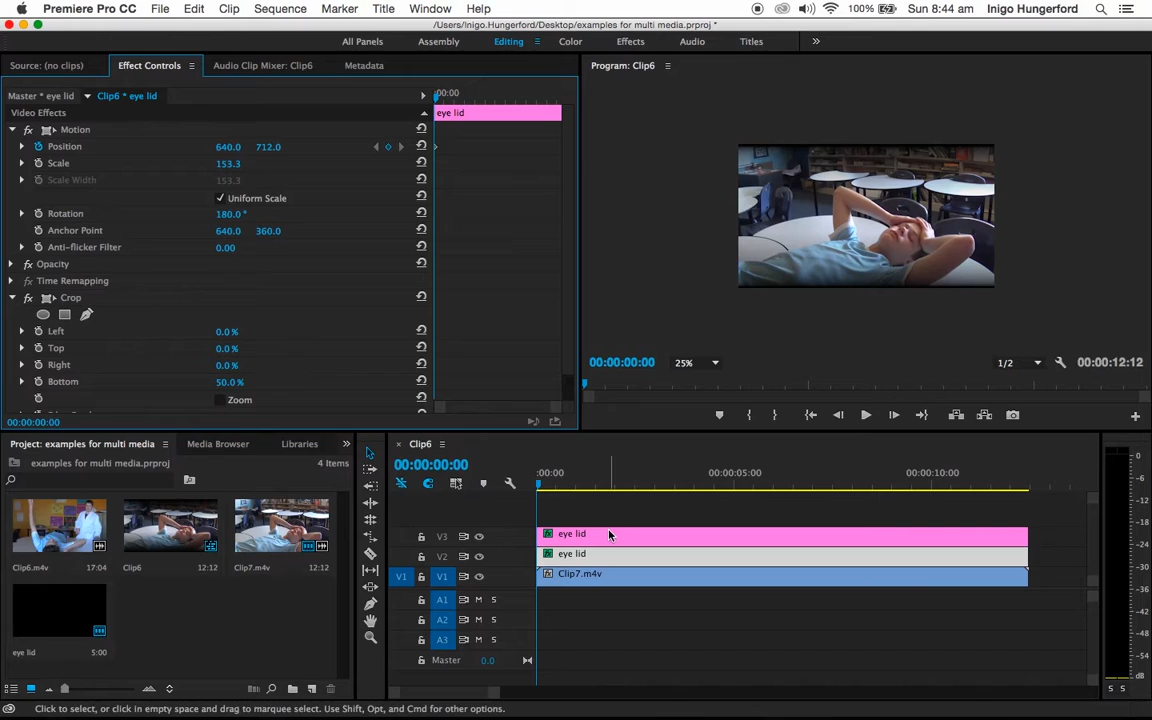 Premiere Pro CC File Edit Clip Sequence Marker Title Window Help 100% Sun 8:44 am Inigo Hungerford
/Users/Inigo/Hungerford/Desktop/examples for multi media.prproj *
All Panels Assembly Editing Color Effects Audio Titles
Source: (no clips) Effect Controls Audio Clip Mixer: Clip6 Metadata
Program: Clip6
Master * eye lid Clip6 * eye lid
:00:00
Video Effects
eye lid
Motion
Position 640.0 712.0
Scale 153.3
Scale Width 153.3
Uniform Scale
Rotation 180.0 °
Anchor Point 640.0 360.0
Anti-flicker Filter 0.00
Opacity
Time Remapping
Crop
Left 0.0 %
Top 0.0 %
Right 0.0 %
Bottom 50.0 %
Zoom
00:00:00:00
00:00:00:00 25% 1/2 00:00:12:12
Project: examples for multi media Media Browser Libraries
examples for multi media.prproj 4 Items
Clip6.m4v 17:04 Clip6 12:12 Clip7.m4v 12:12
eye lid 5:00
Clip6
00:00:00:00
:00:00 00:00:05:00 00:00:10:00
V3 eye lid
V2 eye lid
V1 V1 Clip7.m4v
A1 M S
A2 M S
A3 M S
Master 0.0
0
-6
-12
-18
-24
-30
-36
-42
-48
-54
dB
S S
Click to select, or click in empty space and drag to marquee select. Use Shift, Opt, and Cmd for other options.